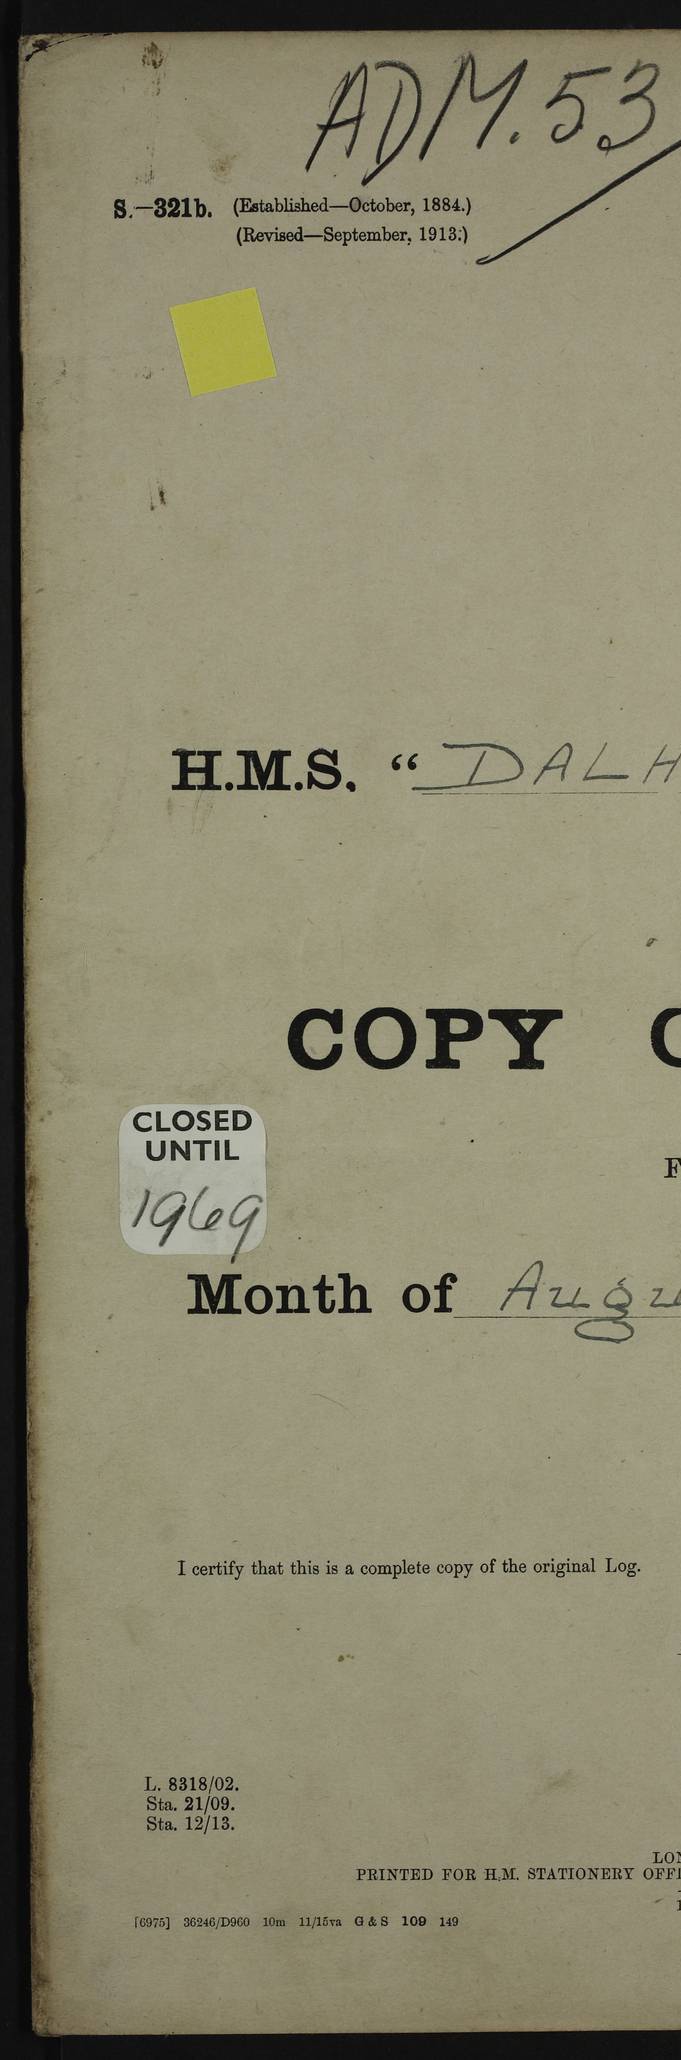 ADM. 53
S.—321b. (Established—October, 1884.)
(Revised—September, 1913.)
H.M.S. “ DALH
COPY
CLOSED
UNTIL
1969
Month of Augu
I certify that this is a complete copy of the original Log.
L. 8318/02.
Sta. 21/09.
Sta. 12/13.
LON
PRINTED FOR H.M. STATIONERY OFFI
[6975] 36246/D960 10m 11/15va G & S 109 149